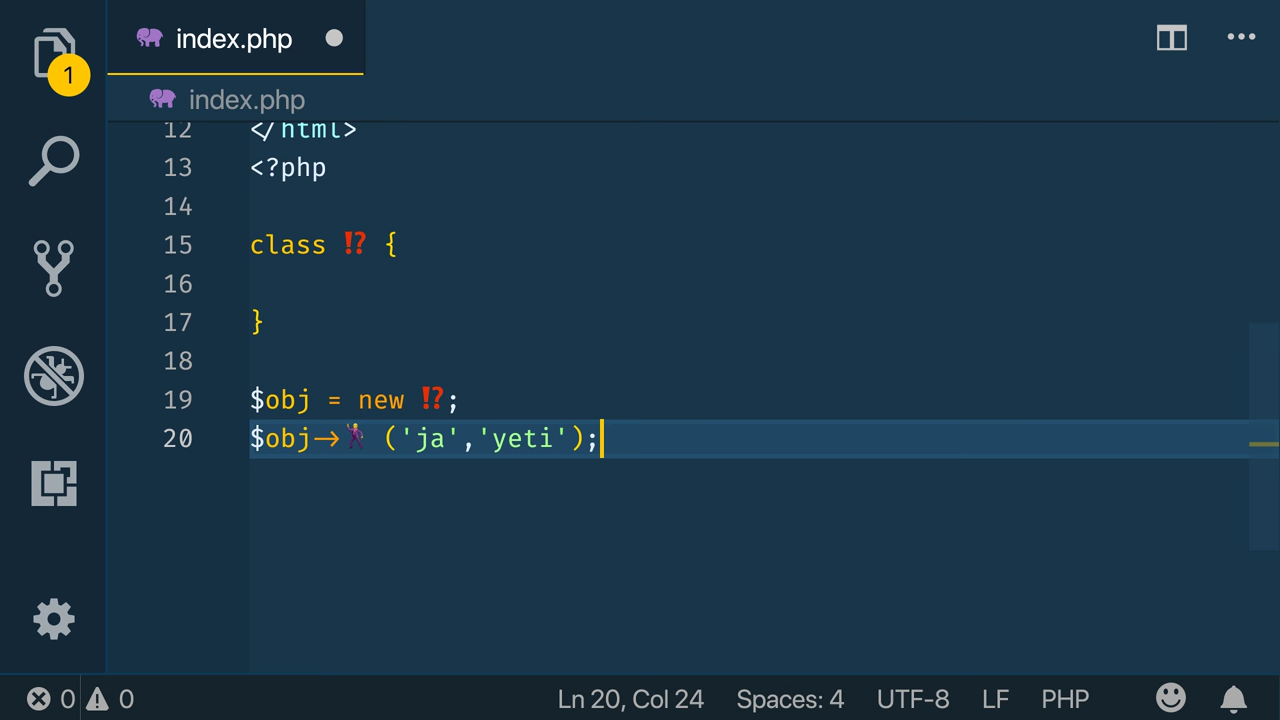 1
index.php
index.php
12 </html>
13 <?php
14
15 class ⁉️ {
16
17 }
18
19 $obj = new ⁉️;
20 $obj->🕺 ('ja','yeti');
0 0 Ln 20, Col 24 Spaces: 4 UTF-8 LF PHP